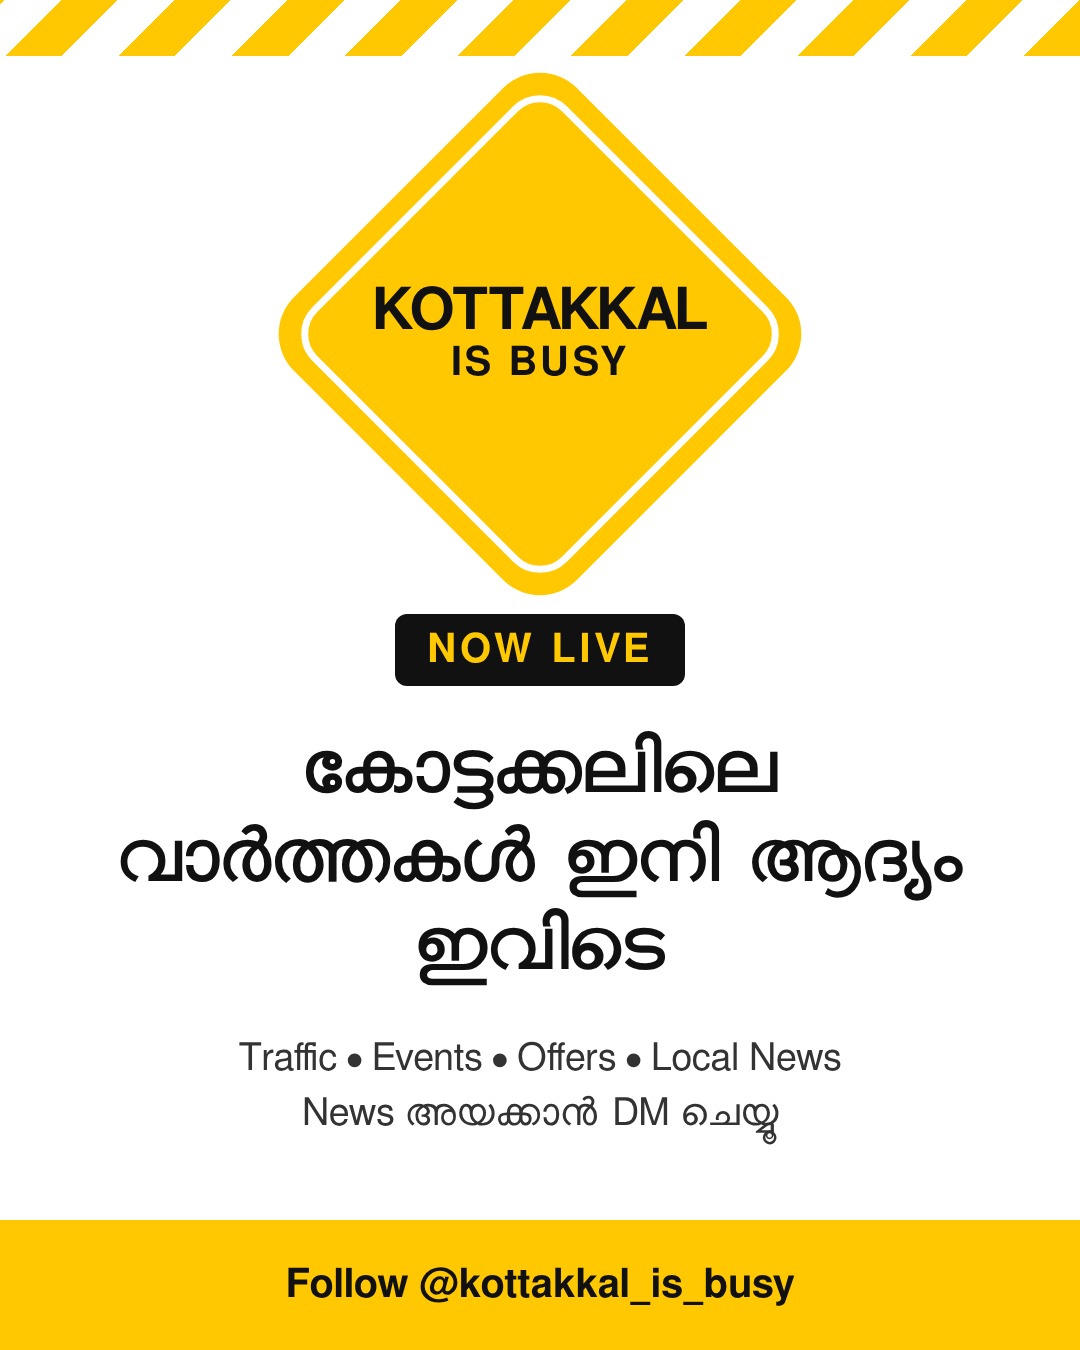 KOTTAKKAL
IS BUSY
NOW LIVE
കോട്ടക്കലിലെ
വാർത്തകൾ ഇനി ആദ്യം
ഇവിടെ
Traffic • Events • Offers • Local News
News അയക്കാൻ DM ചെയ്യൂ
Follow @kottakkal_is_busy